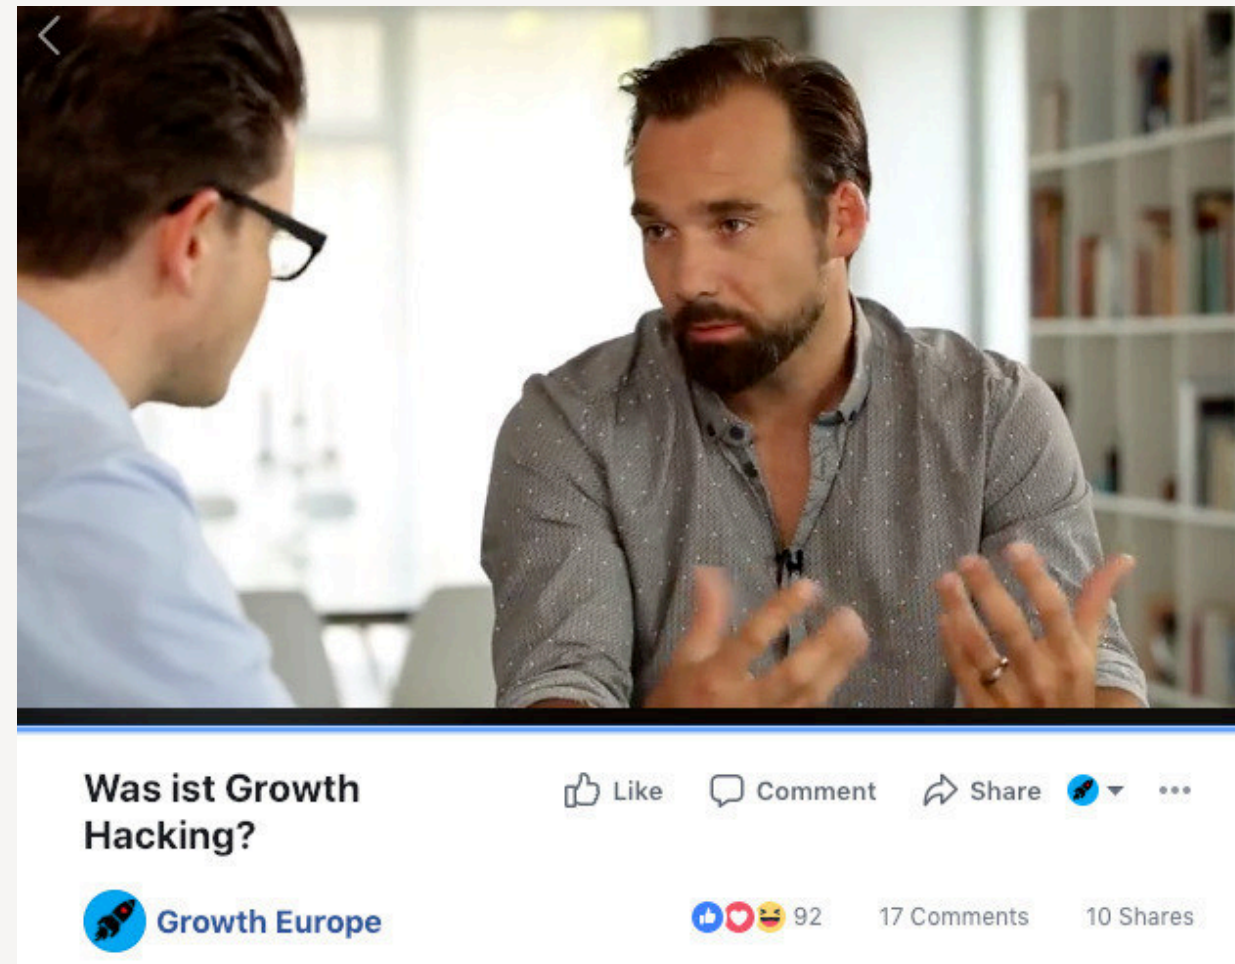 Was ist Growth
Hacking?
Like
Comment
Share
Growth Europe
92
17 Comments
10 Shares